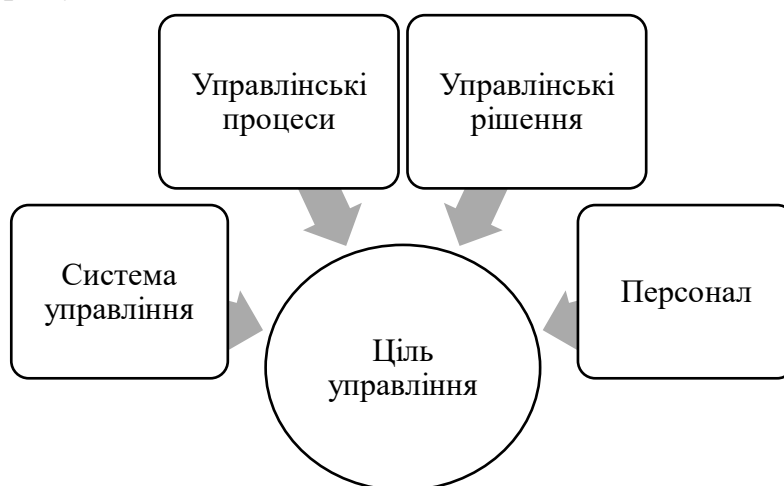 Управлінські
процеси
Управлінські
рішення
Система
управління
Персонал
Ціль
управління